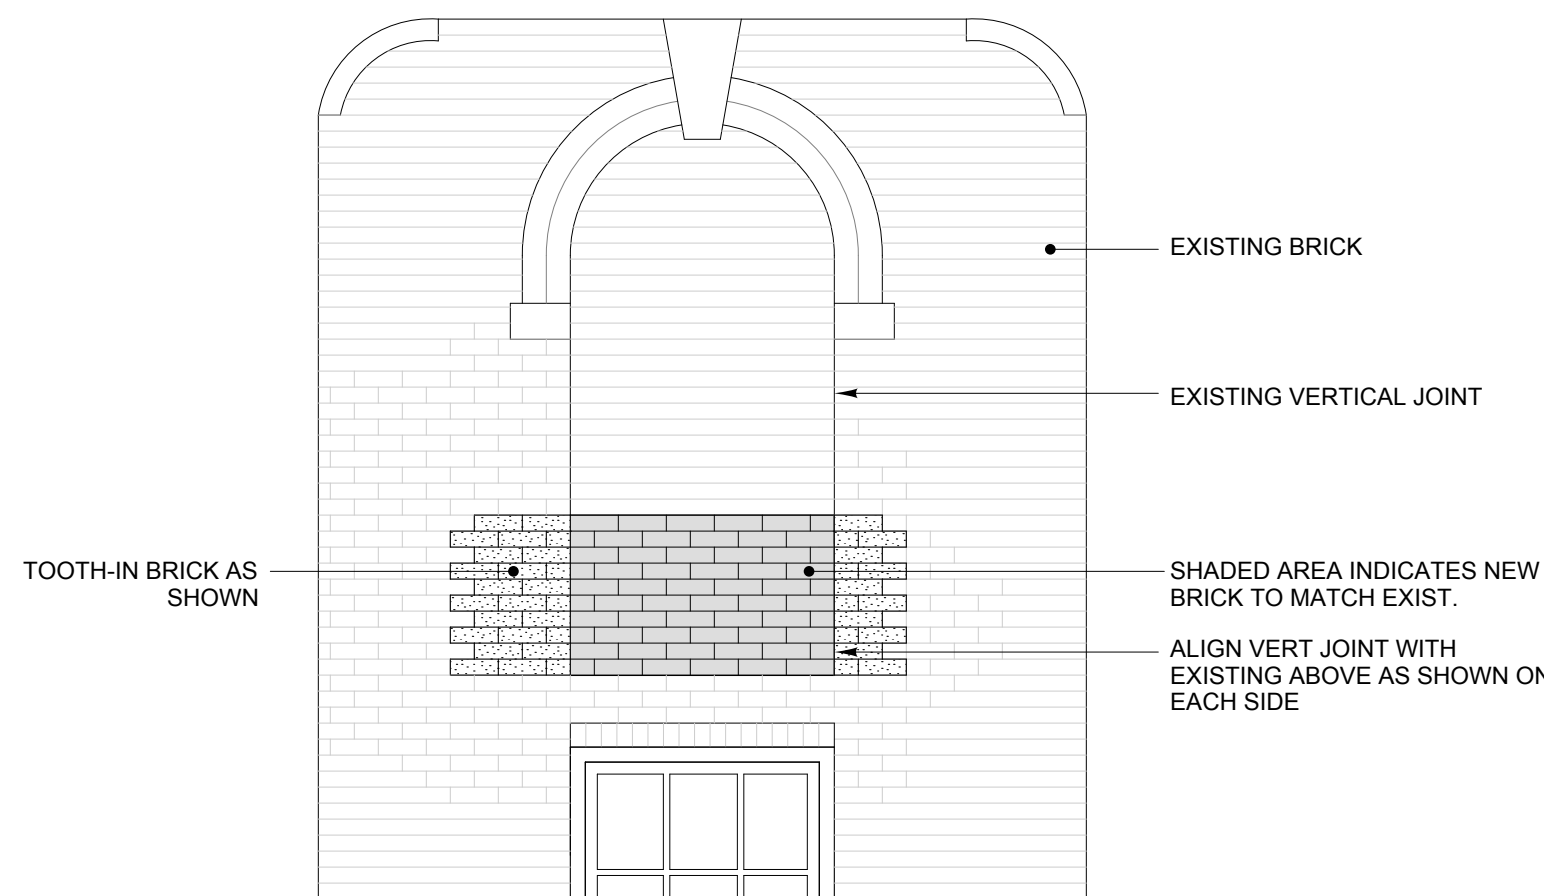 EXISTING BRICK
EXISTING VERTICAL JOINT
TOOTH-IN BRICK AS
SHOWN
SHADED AREA INDICATES NEW
BRICK TO MATCH EXIST.
ALIGN VERT JOINT WITH
EXISTING ABOVE AS SHOWN ON
EACH SIDE